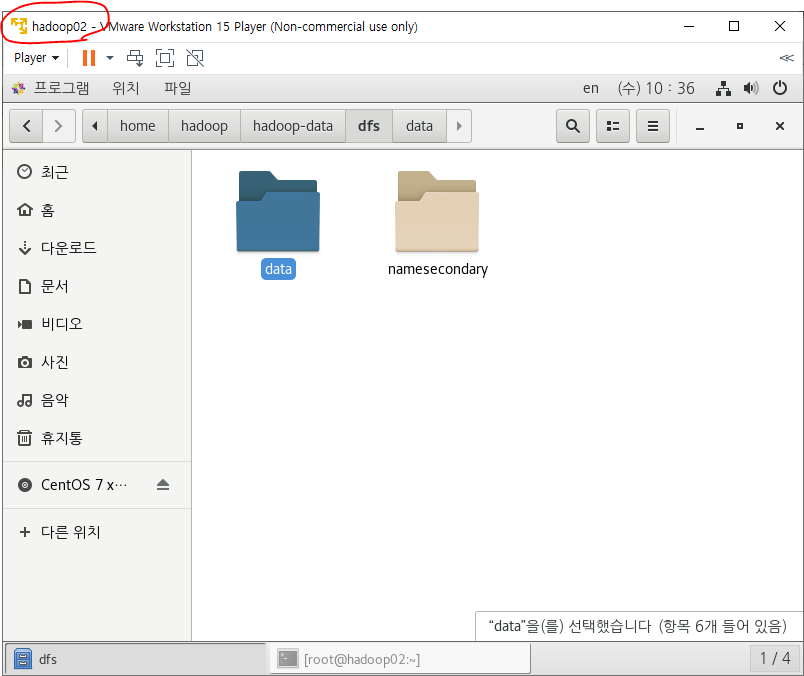 hadoop02 - VMware Workstation 15 Player (Non-commercial use only)
Player
프로그램 위치 파일 en (수) 10 : 36
home hadoop hadoop-data dfs data
최근
홈
다운로드
문서
비디오
사진
음악
휴지통
CentOS 7 x···
다른 위치
data
namesecondary
“data”을(를) 선택했습니다 (항목 6개 들어 있음)
dfs [root@hadoop02:~] 1 / 4